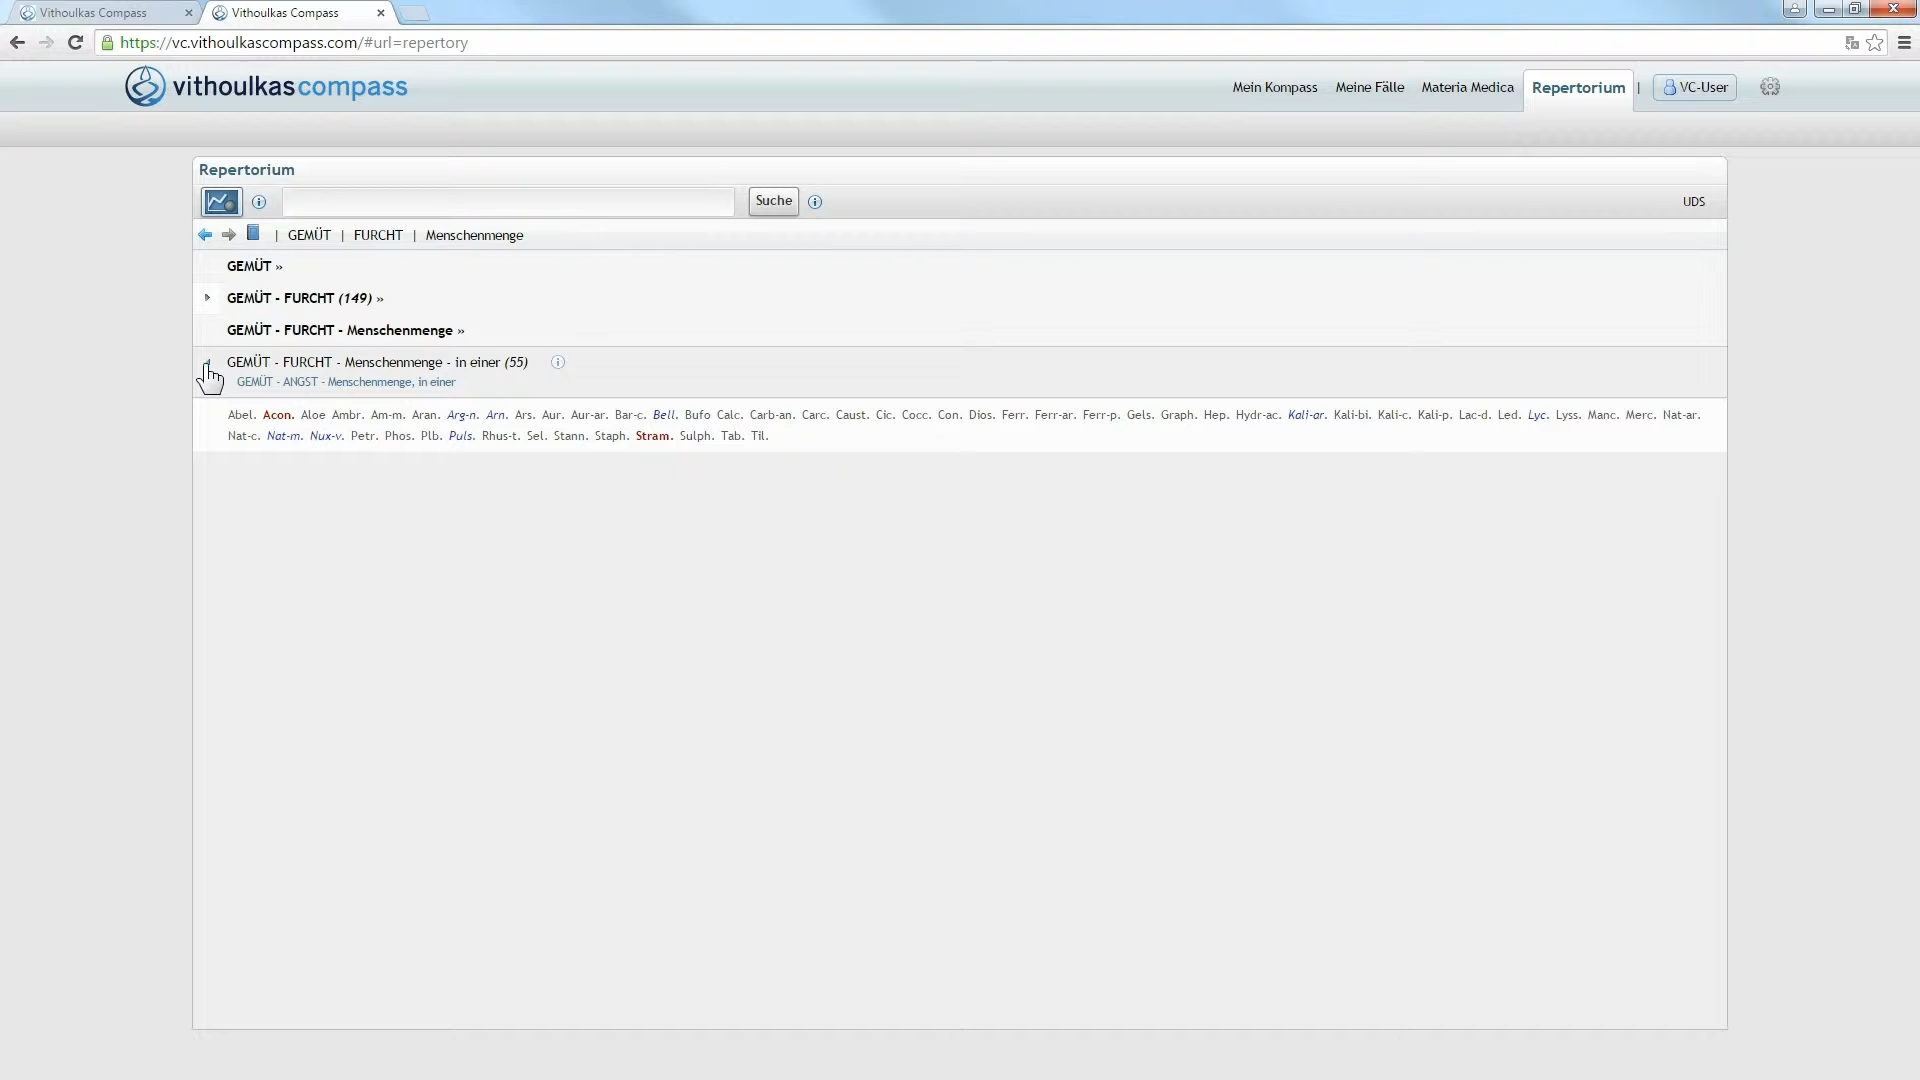 Vithoulkas Compass
Vithoulkas Compass
https://vc.vithoulkascompass.com/#url=repertory
vithoulkascompass
Mein Kompass Meine Fälle Materia Medica Repertorium | VC-User
Repertorium
Suche
UDS
| GEMÜT | FURCHT | Menschenmenge
GEMÜT »
GEMÜT - FURCHT (149) »
GEMÜT - FURCHT - Menschenmenge »
GEMÜT - FURCHT - Menschenmenge - in einer (55)
GEMÜT - ANGST - Menschenmenge, in einer
Abel. Acon. Aloe Ambr. Am-m. Aran. Arg-n. Arn. Ars. Aur. Aur-ar. Bar-c. Bell. Bufo Calc. Carb-an. Carc. Caust. Cic. Cocc. Con. Dios. Ferr. Ferr-ar. Ferr-p. Gels. Graph. Hep. Hydr-ac. Kali-ar. Kali-bi. Kali-c. Kali-p. Lac-d. Led. Lyc. Lyss. Manc. Merc. Nat-ar.
Nat-c. Nat-m. Nux-v. Petr. Phos. Plb. Puls. Rhus-t. Sel. Stann. Staph. Stram. Sulph. Tab. Til.